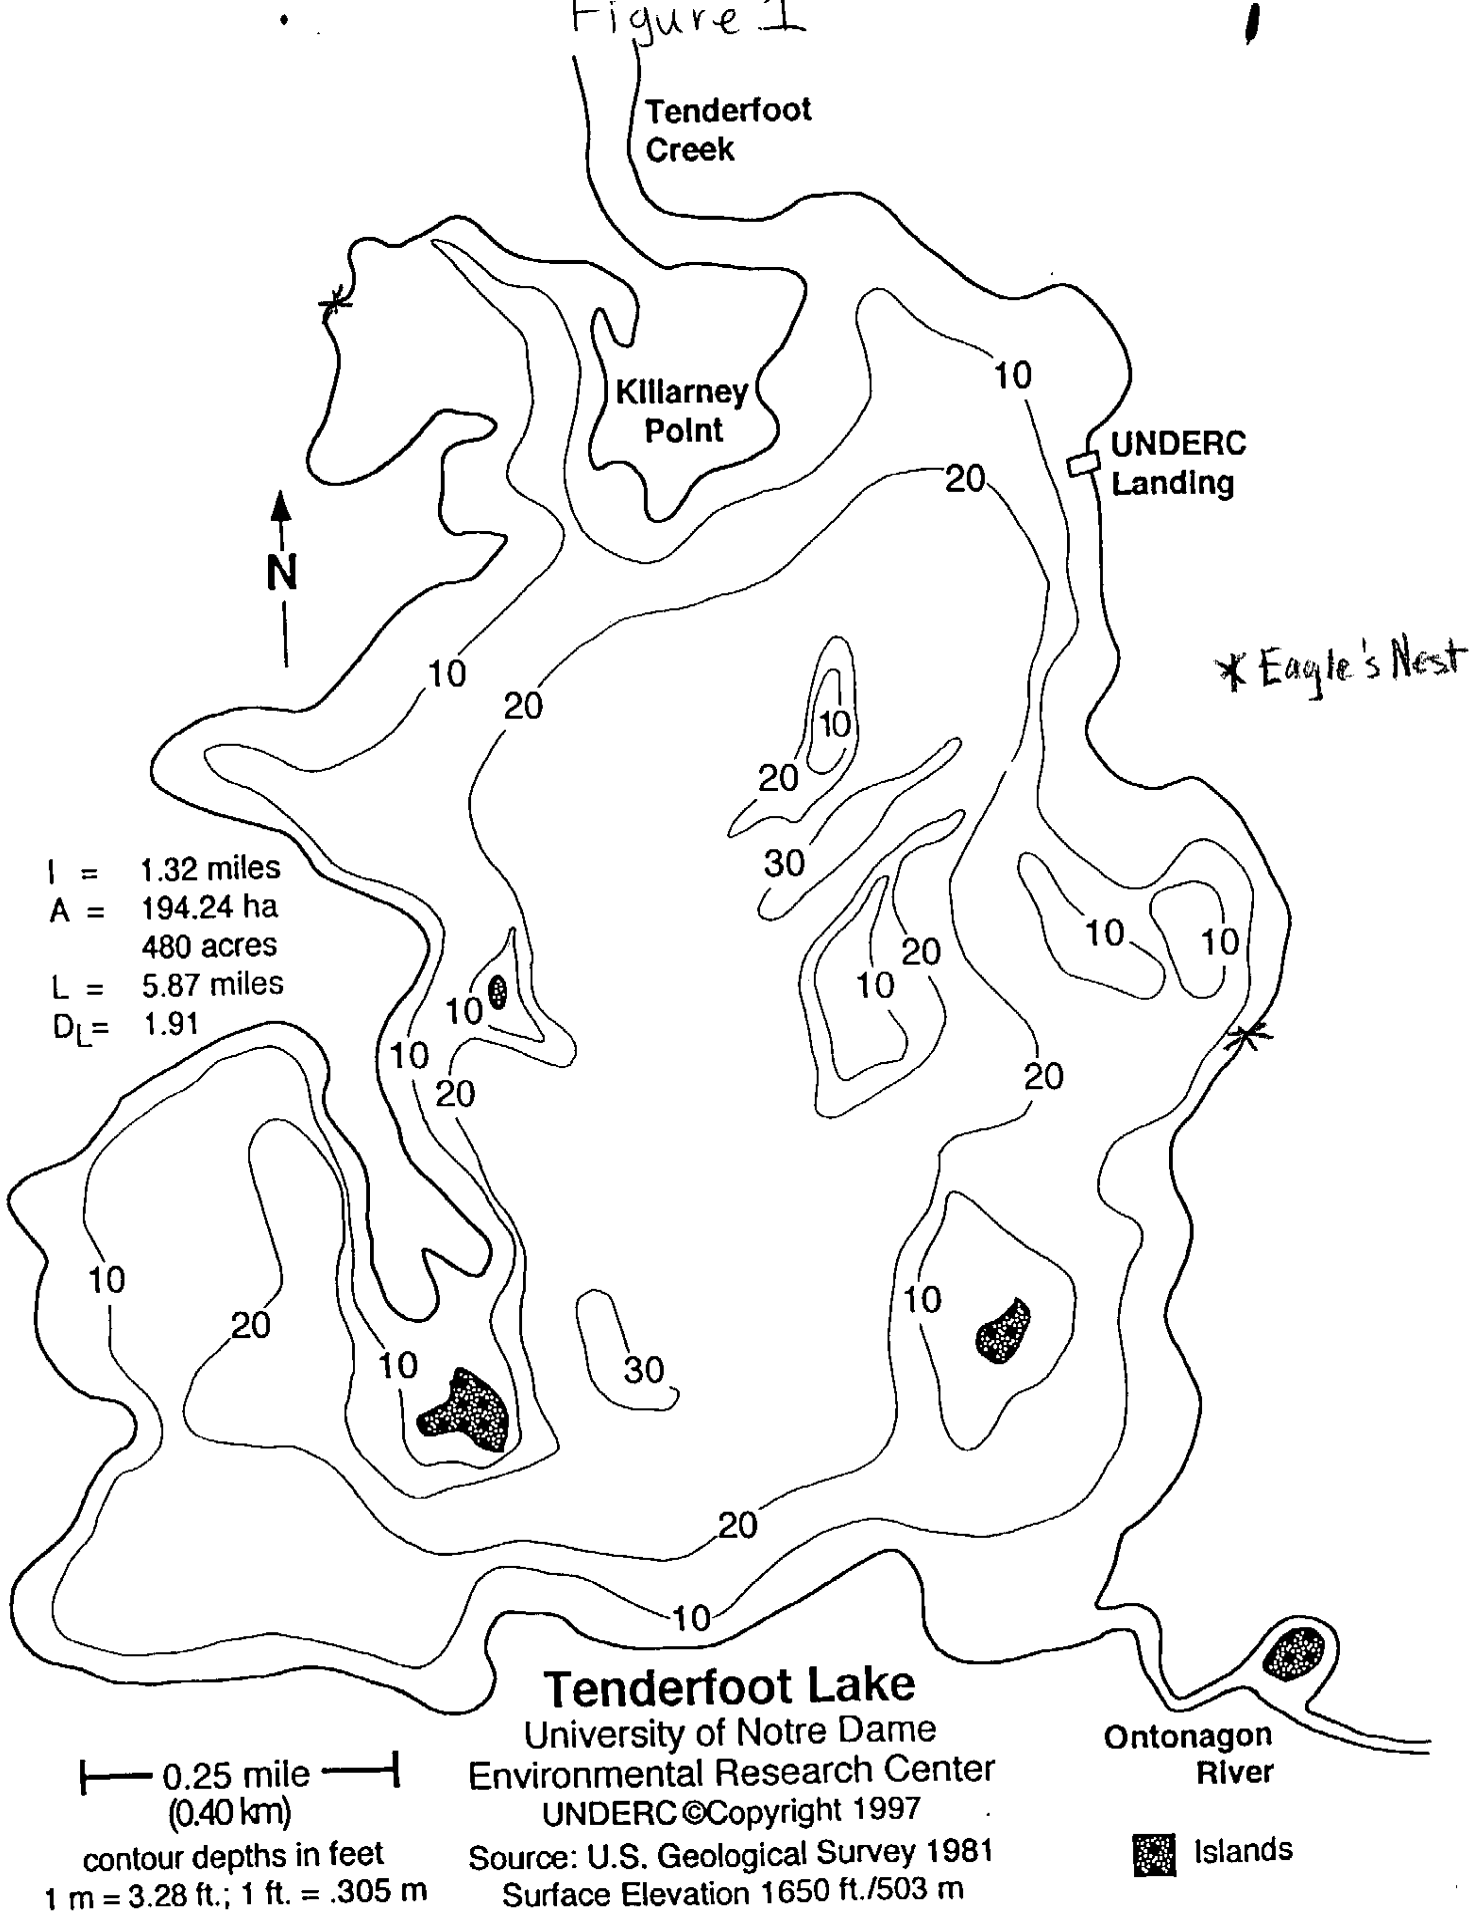 Figure 1
Tenderfoot
Creek
Killarney
Point
10
UNDERC
Landing
20
N
* Eagle's Nest
10
20
10
20
30
l = 1.32 miles
A = 194.24 ha
480 acres
L = 5.87 miles
DL= 1.91
10
10
20
10
10
10
20
20
10
10
20
10
30
10
20
10
Tenderfoot Lake
University of Notre Dame
Environmental Research Center
UNDERC ©Copyright 1997
Source: U.S. Geological Survey 1981
Surface Elevation 1650 ft./503 m
0.25 mile
(0.40 km)
contour depths in feet
1 m = 3.28 ft.; 1 ft. = .305 m
Ontonagon
River
Islands